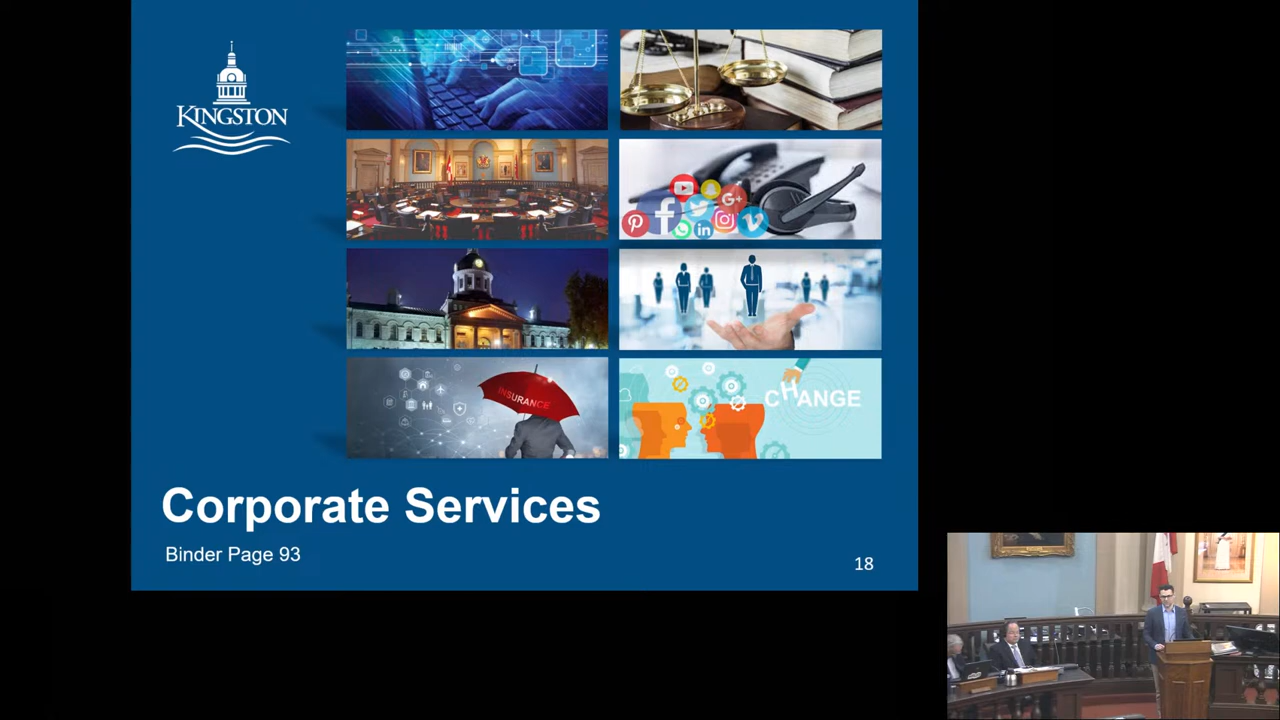 KINGSTON
INSURANCE
CHANGE
Corporate Services
Binder Page 93
18